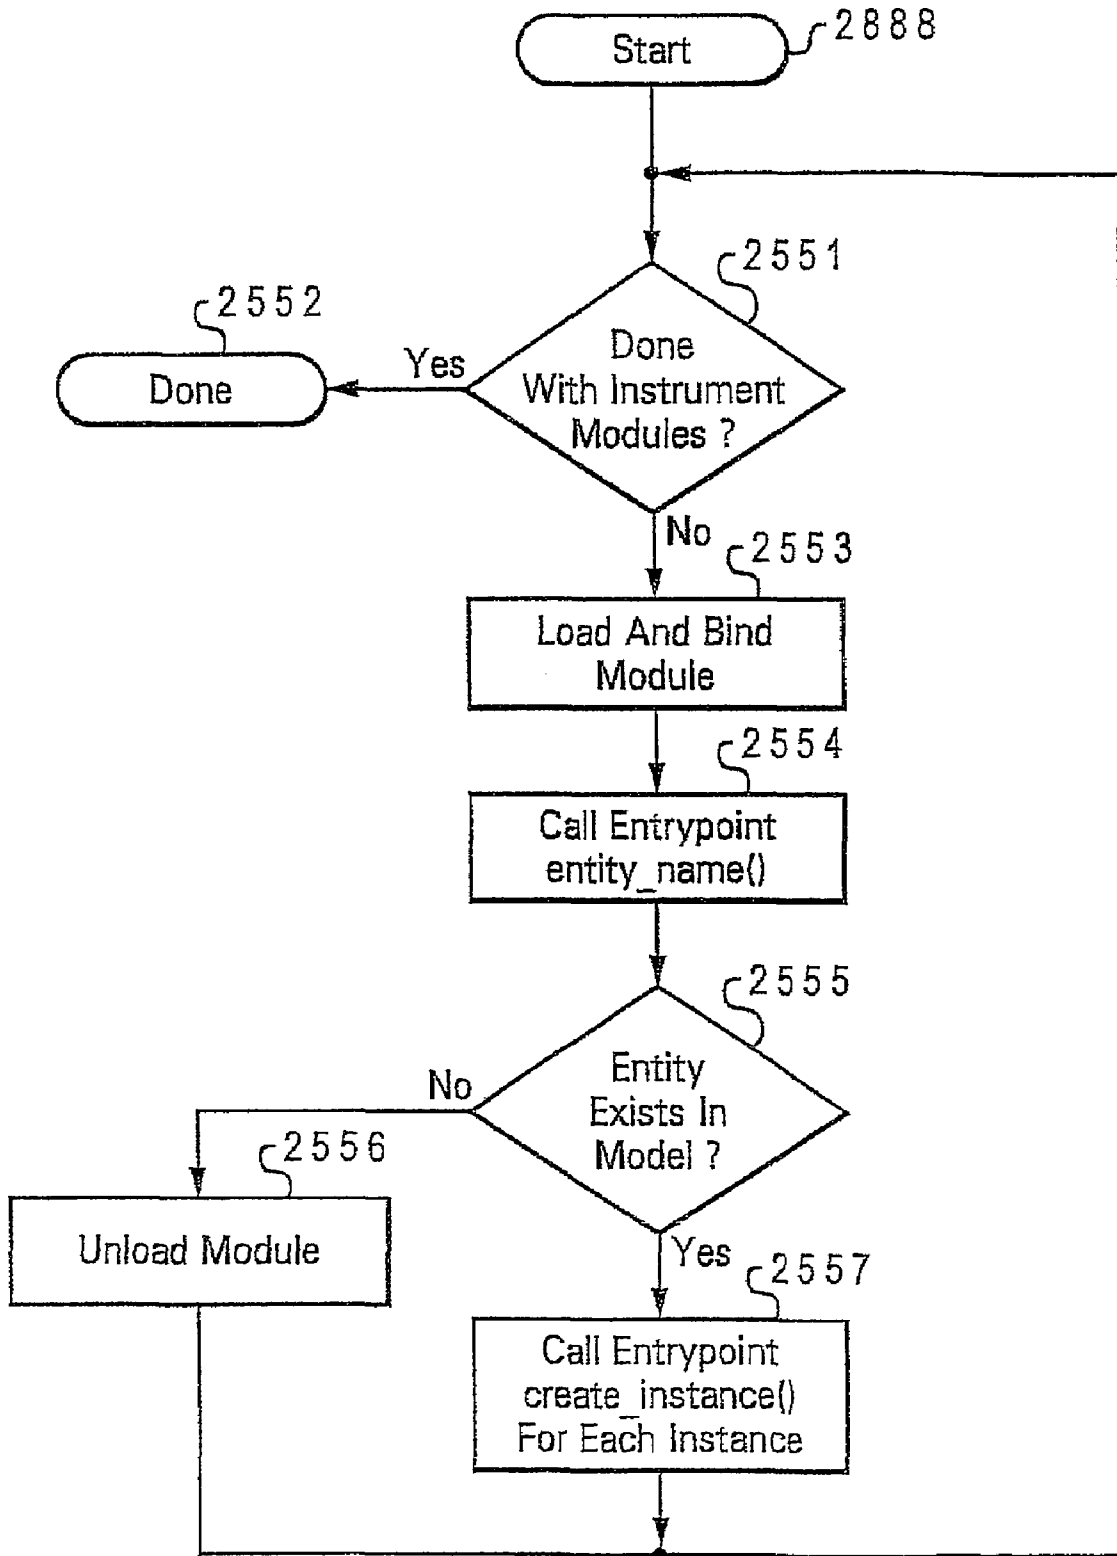 Start
2888
2551
2552
Done
With Instrument
Modules ?
Yes
Done
No
2553
Load And Bind
Module
2554
Call Entrypoint
entity_name()
2555
Entity
Exists In
Model ?
No
2556
Unload Module
Yes
2557
Call Entrypoint
create_instance()
For Each Instance